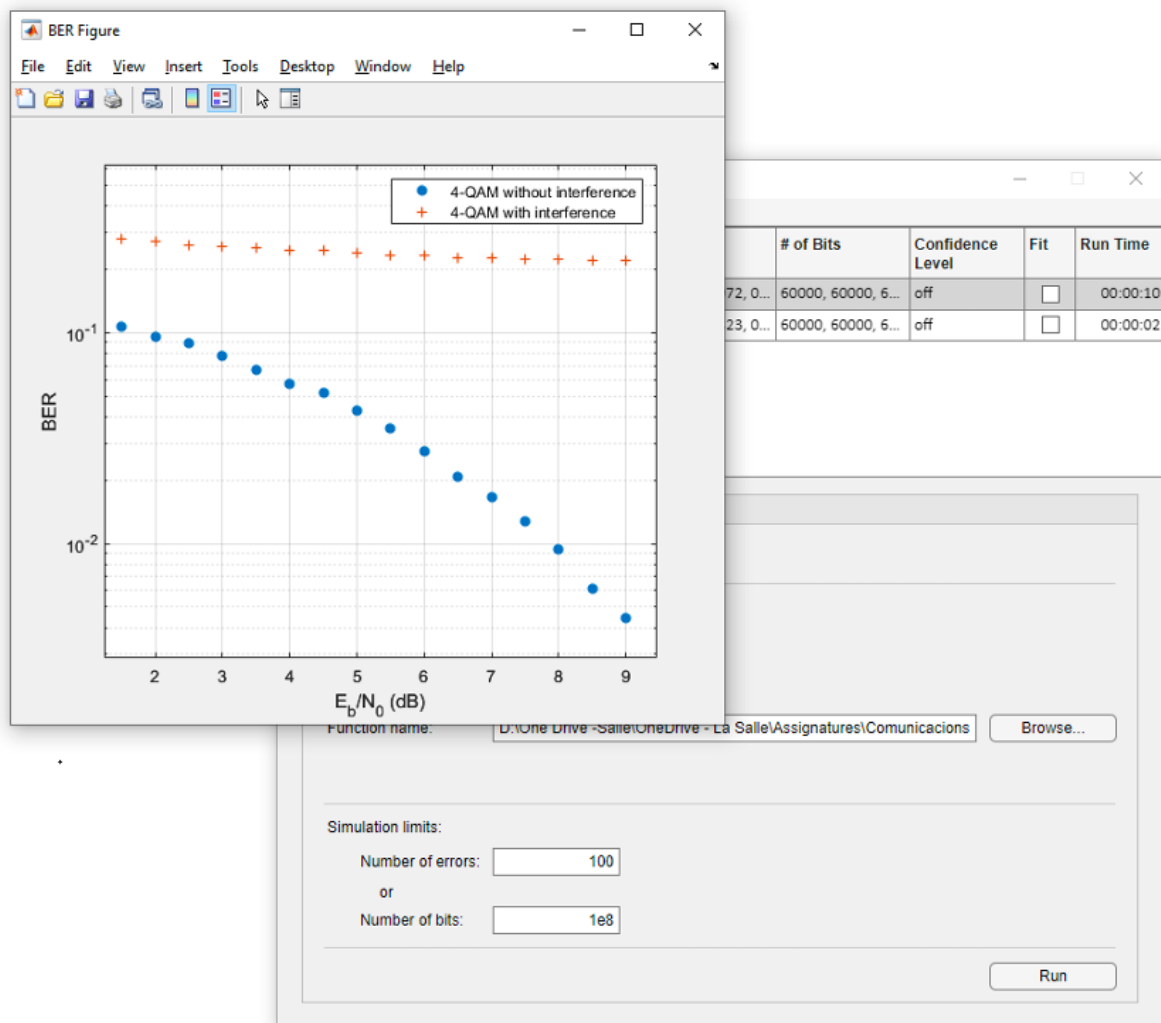 BER Figure
File Edit View Insert Tools Desktop Window Help
4-QAM without interference
4-QAM with interference
10-1
10-2
BER
2 3 4 5 6 7 8 9
Eb/N0 (dB)
# of Bits Confidence Level Fit Run Time
72, 0... 60000, 60000, 6... off 00:00:10
23, 0... 60000, 60000, 6... off 00:00:02
Function name: D:\One Drive -Salle\OneDrive - La Salle\Assignatures\Comunicacions Browse...
Simulation limits:
Number of errors: 100
or
Number of bits: 1e8
Run